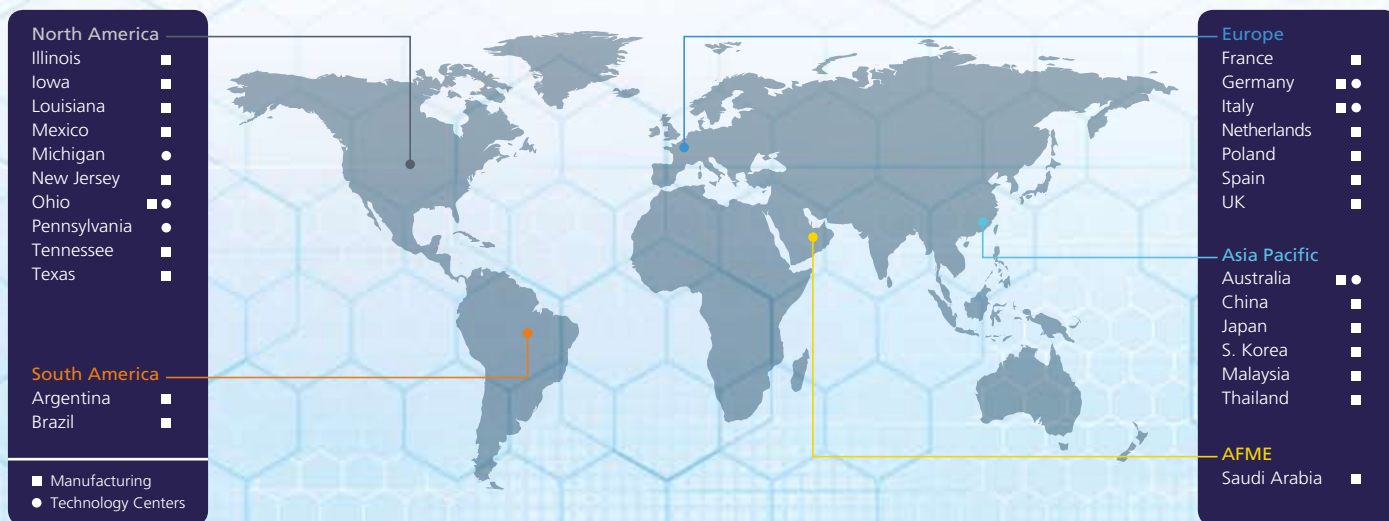 North America
Illinois
Iowa
Louisiana
Mexico
Michigan
New Jersey
Ohio
Pennsylvania
Tennessee
Texas
South America
Argentina
Brazil
Manufacturing
Technology Centers
Europe
France
Germany
Italy
Netherlands
Poland
Spain
UK
Asia Pacific
Australia
China
Japan
S. Korea
Malaysia
Thailand
AFME
Saudi Arabia